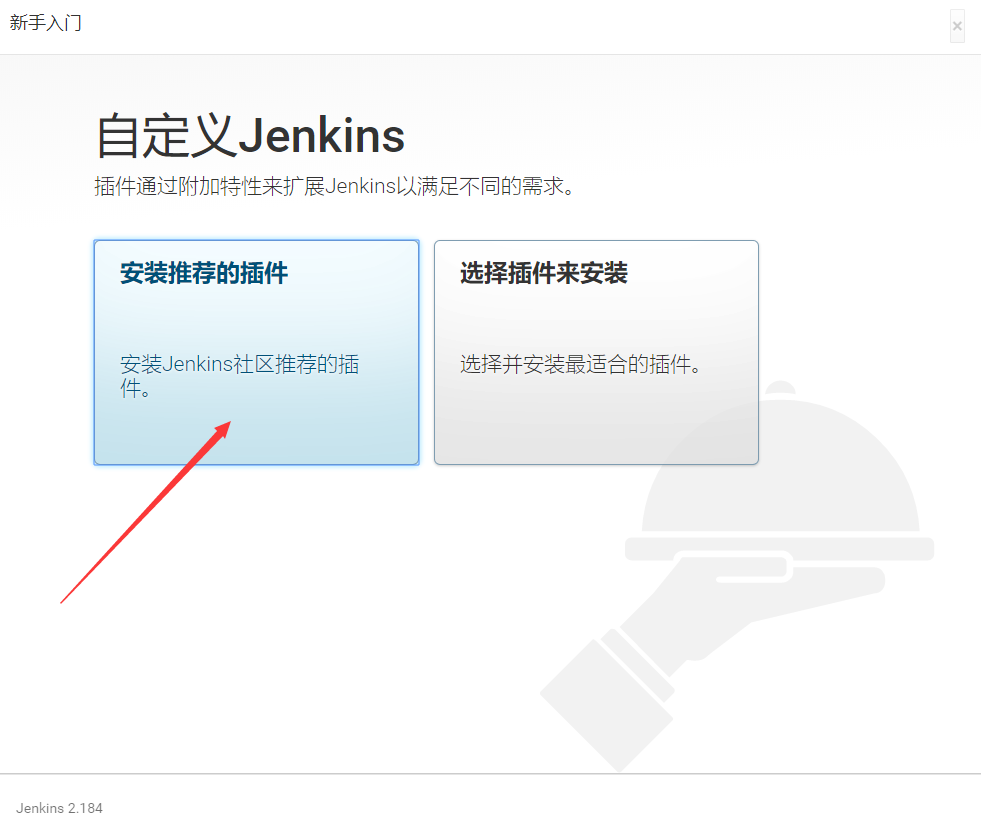 新手入门
×
自定义Jenkins
插件通过附加特性来扩展Jenkins以满足不同的需求。
安装推荐的插件
安装Jenkins社区推荐的插
件。
选择插件来安装
选择并安装最适合的插件。
Jenkins 2.184